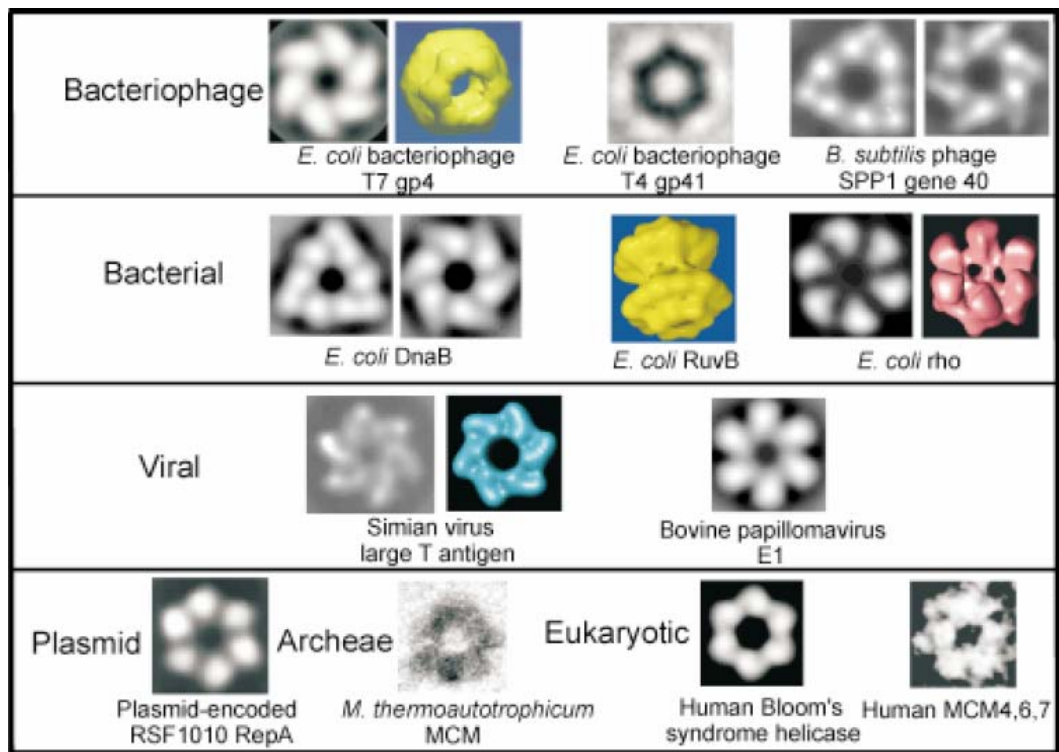 Bacteriophage
E. coli bacteriophage
T7 gp4
E. coli bacteriophage
T4 gp41
B. subtilis phage
SPP1 gene 40
Bacterial
E. coli DnaB
E. coli RuvB
E. coli rho
Viral
Simian virus
large T antigen
Bovine papillomavirus
E1
Plasmid
Plasmid-encoded
RSF1010 RepA
Archeae
M. thermoautotrophicum
MCM
Eukaryotic
Human Bloom's
syndrome helicase
Human MCM4,6,7